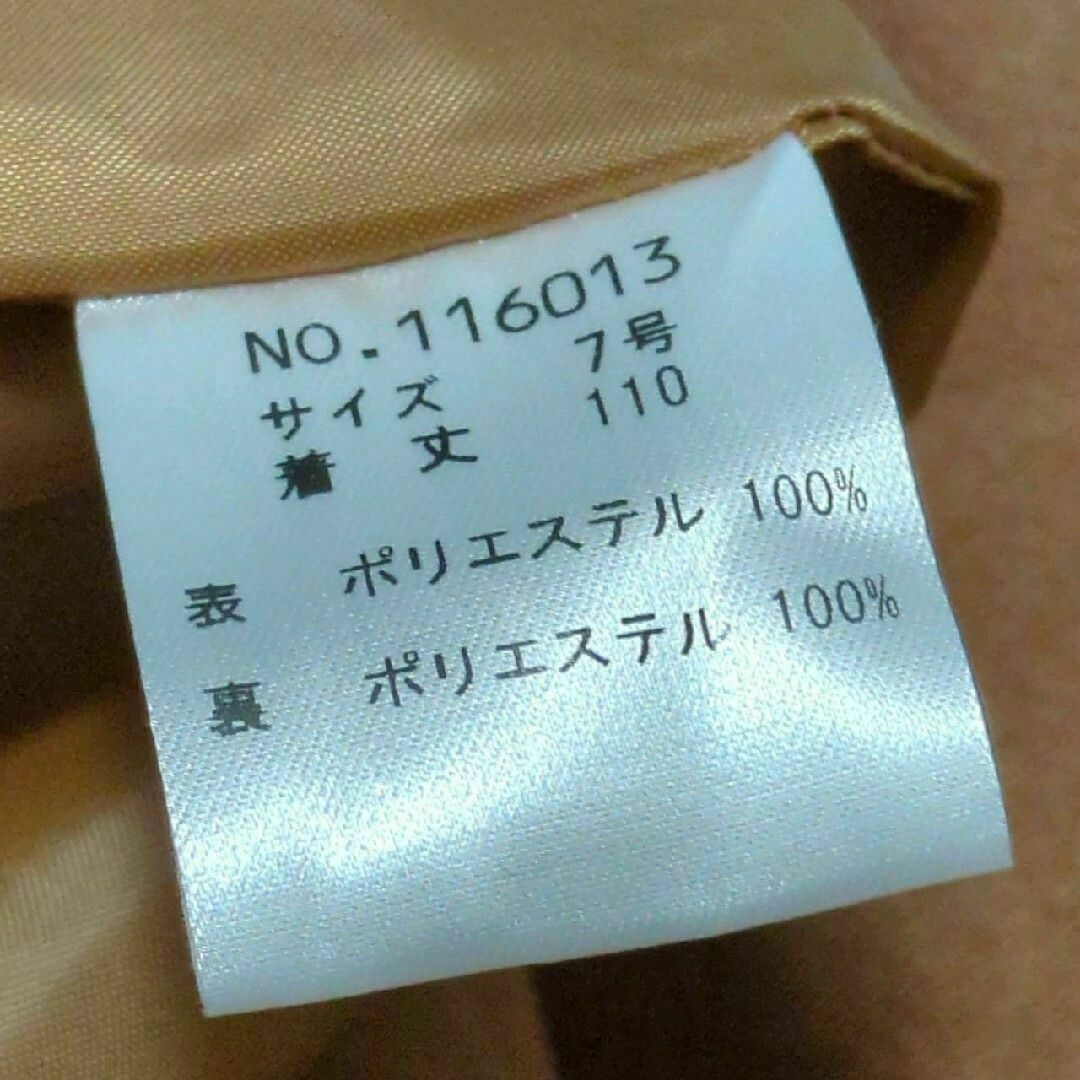 NO.116013
サイズ 7号
着丈 110
表 ポリエステル 100%
裏 ポリエステル 100%